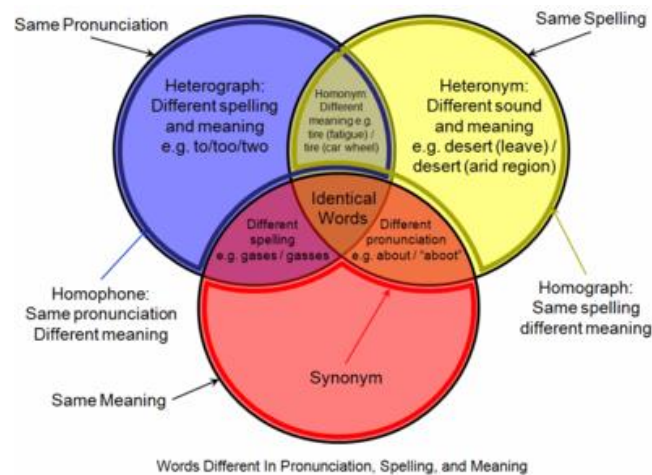 Same Pronunciation
Same Spelling
Heterograph:
Different spelling
and meaning
e.g. to/too/two
Homonym:
Different
meaning e.g.
tire (fatigue) /
tire (car wheel)
Heteronym:
Different sound
and meaning
e.g. desert (leave) /
desert (arid region)
Identical
Words
Different
spelling
e.g. gases / gasses
Different
pronunciation
e.g. about / "aboot"
Homophone:
Same pronunciation
Different meaning
Homograph:
Same spelling
different meaning
Synonym
Same Meaning
Words Different In Pronunciation, Spelling, and Meaning